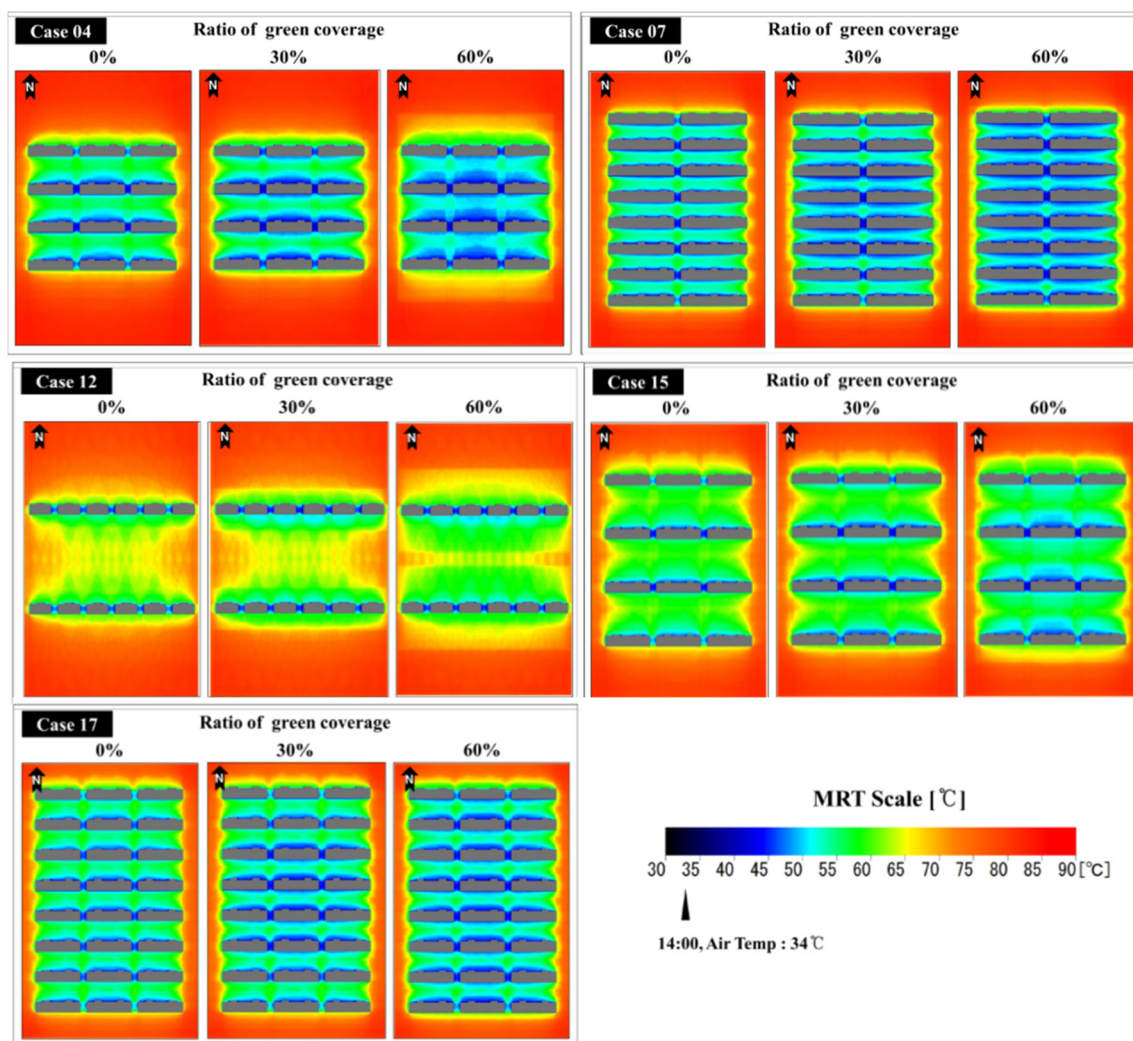 Case 04
Ratio of green coverage
0% 30% 60%
N N N
Case 07
Ratio of green coverage
0% 30% 60%
N N N
Case 12
Ratio of green coverage
0% 30% 60%
N N N
Case 15
Ratio of green coverage
0% 30% 60%
N N N
Case 17
Ratio of green coverage
0% 30% 60%
N N N
MRT Scale [℃]
30 35 40 45 50 55 60 65 70 75 80 85 90[℃]
14:00, Air Temp : 34℃